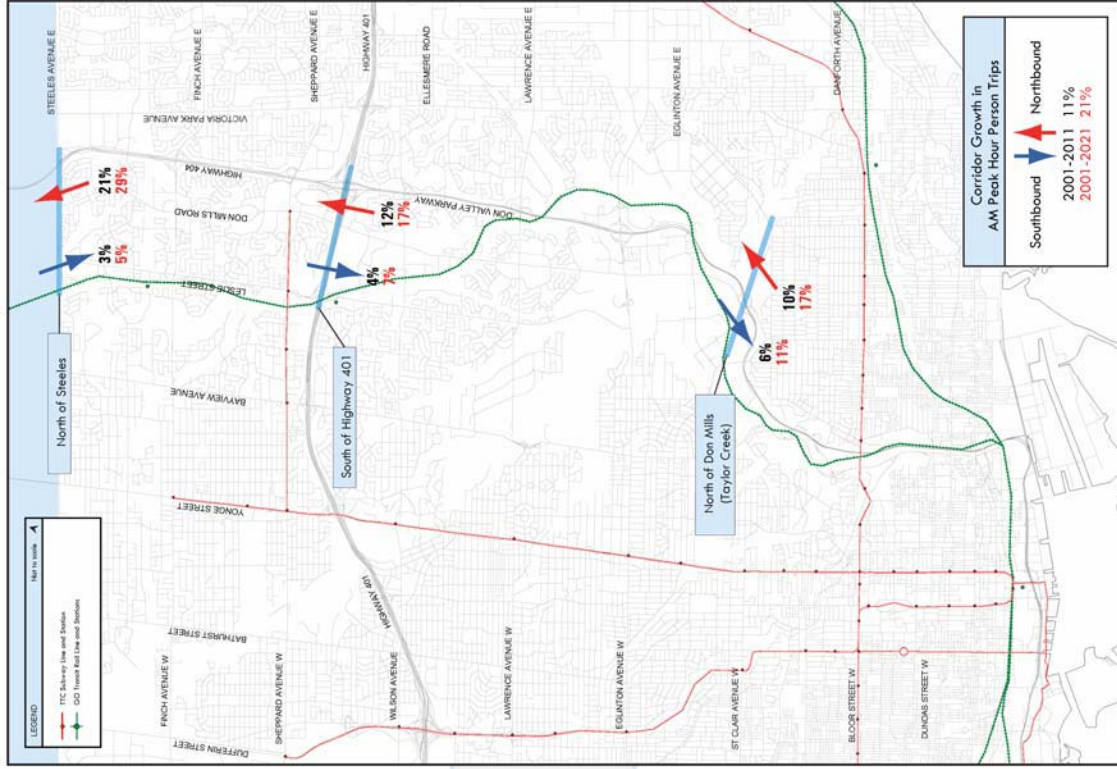 LEGEND
Not to scale
TTC Subway Line and Station
GO Transit Rail Line and Stations
North of Steeles
STEELES AVENUE E
3%
5%
21%
29%
FINCH AVENUE E
VICTORIA PARK AVENUE
HIGHWAY 404
DON MILLS ROAD
LESLIE STREET
BAYVIEW AVENUE
YONGE STREET
BATHURST STREET
FINCH AVENUE W
DUFFERIN STREET
SHEPPARD AVENUE W
SHEPPARD AVENUE E
HIGHWAY 401
South of Highway 401
4%
7%
12%
17%
HIGHWAY 401
WILSON AVENUE
ELLESMERE ROAD
DON VALLEY PARKWAY
LAWRENCE AVENUE W
LAWRENCE AVENUE E
EGLINTON AVENUE W
EGLINTON AVENUE E
North of Don Mills
(Taylor Creek)
6%
11%
10%
17%
ST CLAIR AVENUE W
BLOOR STREET W
DANFORTH AVENUE
DUNDAS STREET W
Corridor Growth in
AM Peak Hour Person Trips
Southbound Northbound
2001-2011 11%
2001-2021 21%